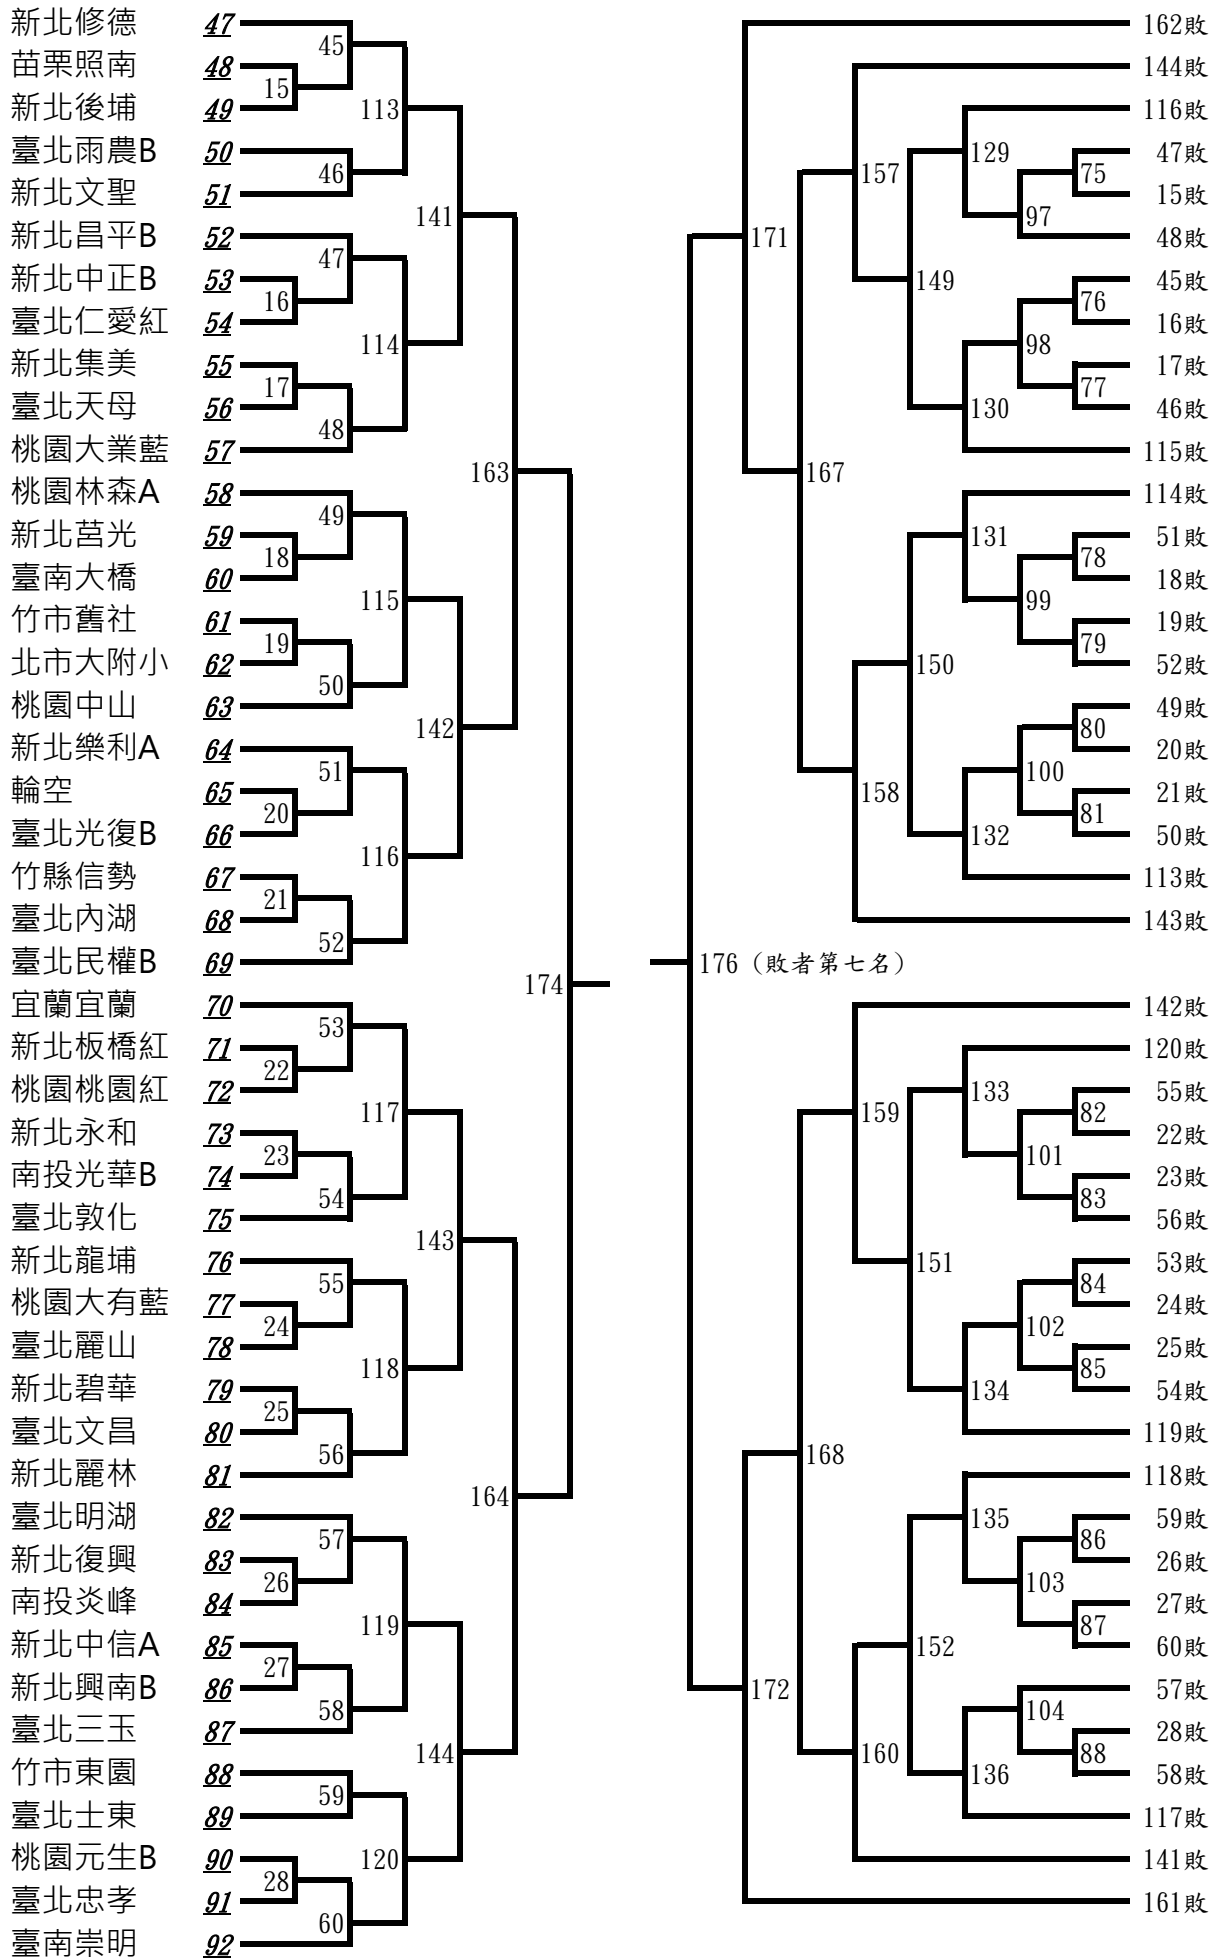 新北修德 47
苗栗照南 48
新北後埔 49
臺北雨農B 50
新北文聖 51
新北昌平B 52
新北中正B 53
臺北仁愛紅 54
新北集美 55
臺北天母 56
桃園大業藍 57
桃園林森A 58
新北莒光 59
臺南大橋 60
竹市舊社 61
北市大附小 62
桃園中山 63
新北樂利A 64
輪空 65
臺北光復B 66
竹縣信勢 67
臺北內湖 68
臺北民權B 69
宜蘭宜蘭 70
新北板橋紅 71
桃園桃園紅 72
新北永和 73
南投光華B 74
臺北敦化 75
新北龍埔 76
桃園大有藍 77
臺北麗山 78
新北碧華 79
臺北文昌 80
新北麗林 81
臺北明湖 82
新北復興 83
南投炎峰 84
新北中信A 85
新北興南B 86
臺北三玉 87
竹市東園 88
臺北士東 89
桃園元生B 90
臺北忠孝 91
臺南崇明 92
15
16
17
18
19
20
21
22
23
24
25
26
27
28
45
46
47
48
49
50
51
52
53
54
55
56
57
58
59
60
113
114
115
116
117
118
119
120
141
142
143
144
163
164
174
176（敗者第七名）
171
172
167
168
157
158
159
160
149
150
151
152
129
130
131
132
133
134
135
136
97
98
99
100
101
102
103
104
75
76
77
78
79
80
81
82
83
84
85
86
87
88
162敗
144敗
116敗
47敗
15敗
48敗
45敗
16敗
17敗
46敗
115敗
114敗
51敗
18敗
19敗
52敗
49敗
20敗
21敗
50敗
113敗
143敗
142敗
120敗
55敗
22敗
23敗
56敗
53敗
24敗
25敗
54敗
119敗
118敗
59敗
26敗
27敗
60敗
57敗
28敗
58敗
117敗
141敗
161敗